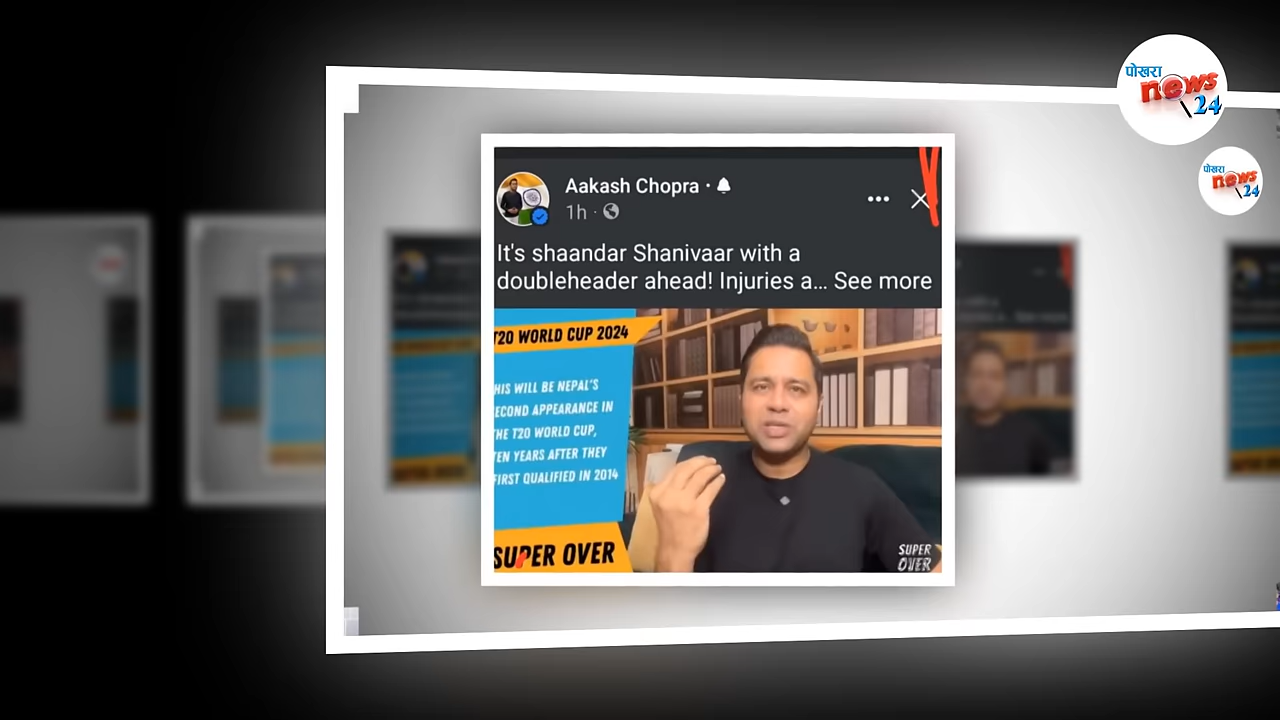 पोखरा
news
24
पोखरा
news
24
Aakash Chopra ·
1h ·
It's shaandar Shanivaar with a
doubleheader ahead! Injuries a... See more
T20 WORLD CUP 2024
HIS WILL BE NEPAL'S
ECOND APPEARANCE IN
HE T20 WORLD CUP,
TEN YEARS AFTER THEY
FIRST QUALIFIED IN 2014
SUPER OVER
SUPER
OVER